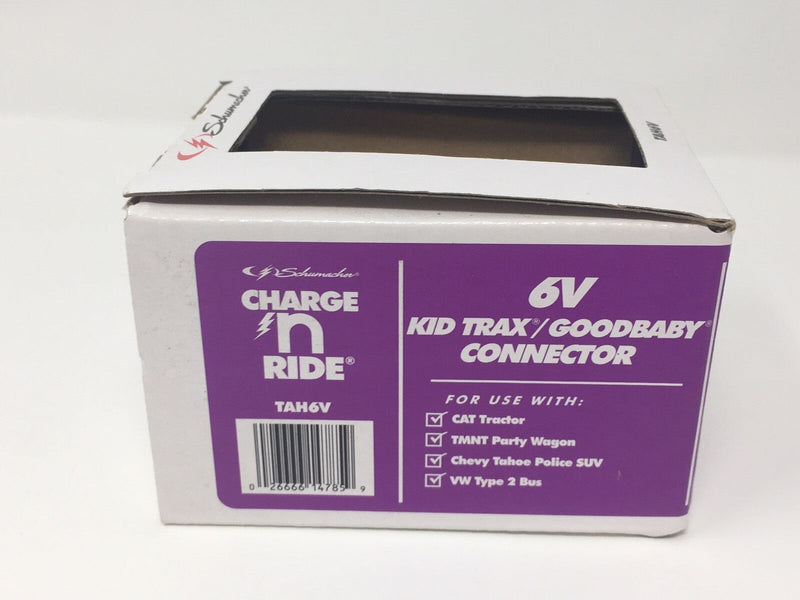 Schumacher
TAH6V
Schumacher®
CHARGE
'n
RIDE®
TAH6V
0 26666 14785 9
6V
KID TRAX®/GOODBABY®
CONNECTOR
FOR USE WITH:
CAT Tractor
TMNT Party Wagon
Chevy Tahoe Police SUV
VW Type 2 Bus